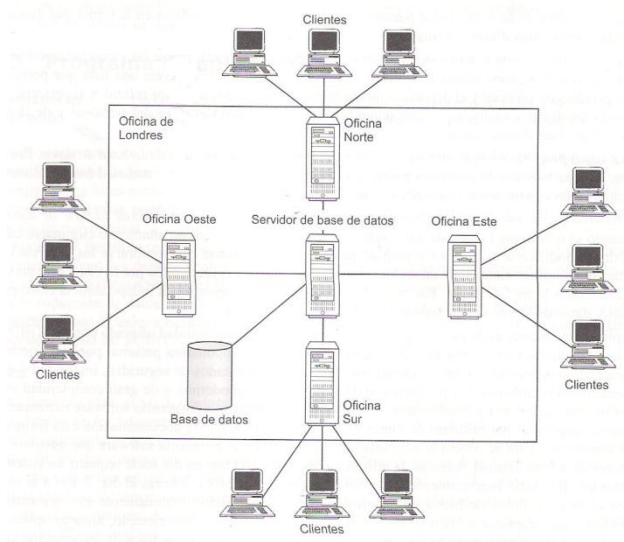 Clientes
Oficina de
Londres
Oficina
Norte
Oficina Oeste
Servidor de base de datos
Oficina Este
Clientes
Clientes
Base de datos
Oficina
Sur
Clientes